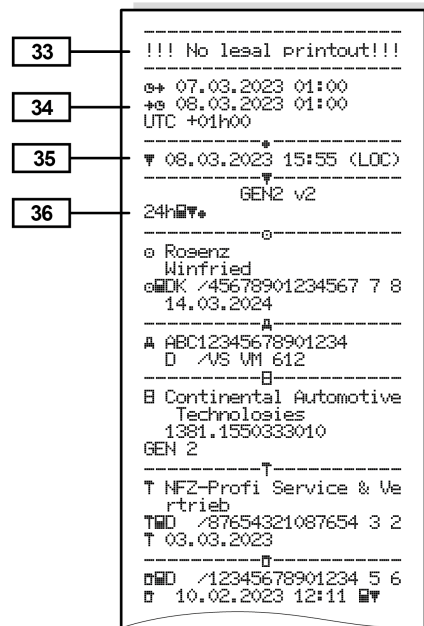 !!! No legal printout!!!
33
07.03.2023 01:00
34
08.03.2023 01:00
UTC +01h00
35
08.03.2023 15:55 (LOC)
GEN2 v2
36
24h
Rogenz
Winfried
DK /45678901234567 7 8
14.03.2024
ABC12345678901234
D /VS VM 612
Continental Automotive
Technologies
1381.1550333010
GEN 2
T NFZ-Profi Service & Ve
rtrieb
T D /87654321087654 3 2
T 03.03.2023
D /12345678901234 5 6
10.02.2023 12:11